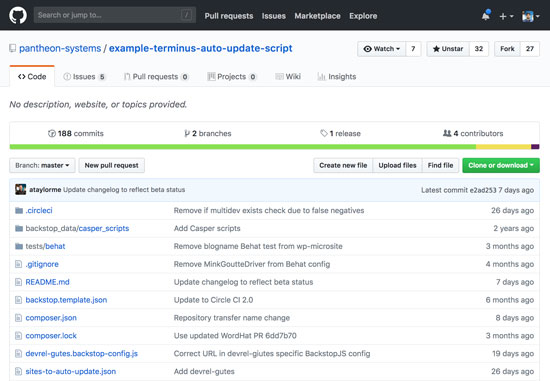 Search or jump to... / Pull requests Issues Marketplace Explore
pantheon-systems / example-terminus-auto-update-script Watch 7 Unstar 32 Fork 27
Code Issues 5 Pull requests 0 Projects 0 Wiki Insights
No description, website, or topics provided.
188 commits 2 branches 1 release 4 contributors
Branch: master New pull request Create new file Upload files Find file Clone or download
ataylorme Update changelog to reflect beta status Latest commit e2ad253 7 days ago
.circleci Remove if multidev exists check due to false negatives 26 days ago
backstop_data/casper_scripts Add Casper scripts 2 years ago
tests/behat Remove blogname Behat test from wp-microsite 3 months ago
.gitignore Remove MinkGoutteDriver from Behat config 4 months ago
README.md Update changelog to reflect beta status 7 days ago
backstop.template.json Update to Circle CI 2.0 6 months ago
composer.json Repository transfer name change 8 days ago
composer.lock Use updated WordHat PR 6dd7b70 3 months ago
devrel-gutes.backstop-config.js Correct URL in devrel-giutes specific BackstopJS config 19 days ago
sites-to-auto-update.json Add devrel-gutes 26 days ago